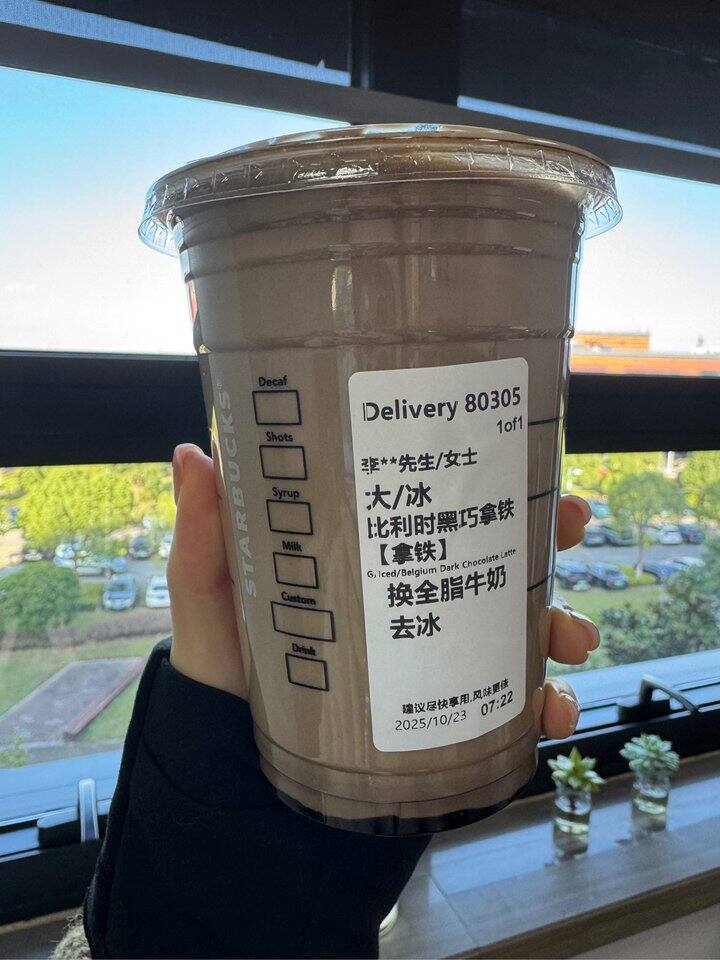 STARBUCKS
Decaf
Shots
Syrup
Milk
Custom
Drink
Delivery 80305
1of1
李**先生/女士
大/冰
比利时黑巧拿铁
【拿铁】
G/Iced/Belgium Dark Chocolate Latte
换全脂牛奶
去冰
建议尽快享用,风味更佳
2025/10/23 07:22